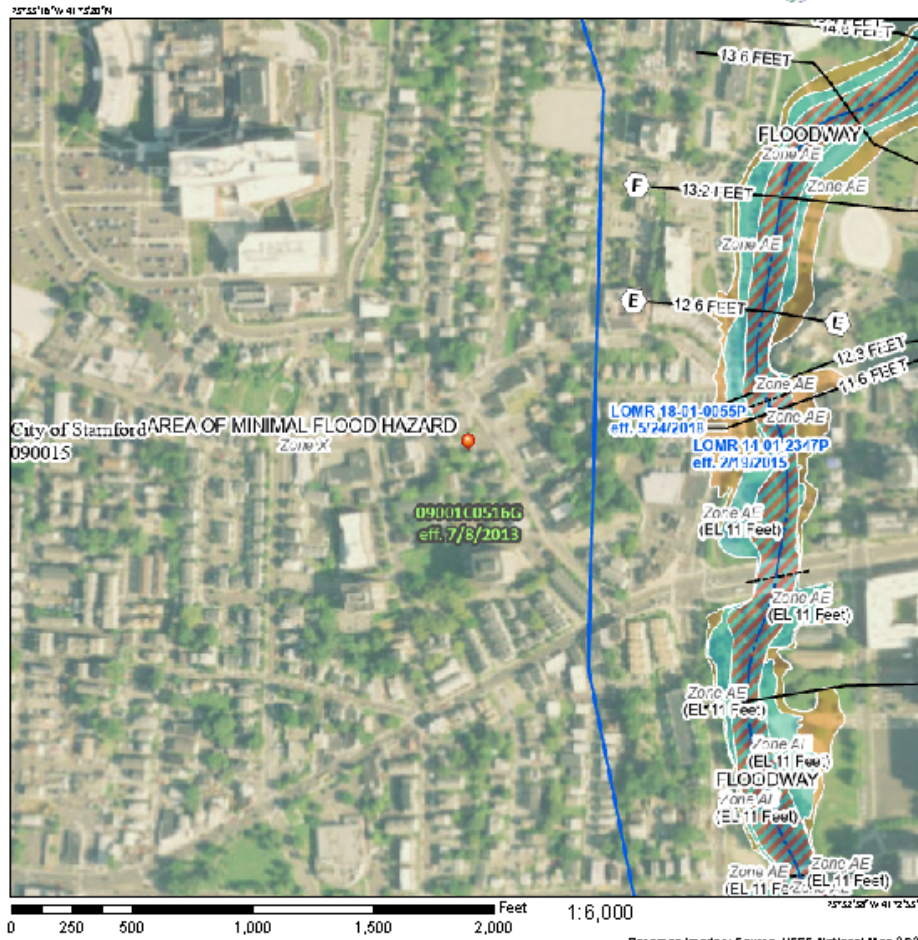 13.6 FEET
FLOODWAY
Zone AE
Zone AE
F
13.2 FEET
Zone AE
E
12.6 FEET
E
12.3 FEET
11.6 FEET
Zone AE
LOMR 18-01-0055P
eff. 5/24/2018
Zone AE
City of Stamford
090015
AREA OF MINIMAL FLOOD HAZARD
Zone X
LOMR 14-01-2347P
eff. 2/19/2015
09001C0516G
eff. 7/8/2013
Zone AE
(EL 11 Feet)
Zone AE
(EL 11 Feet)
Zone AE
(EL 11 Feet)
Zone AE
(EL 11 Feet)
FLOODWAY
Zone AE
(EL 11 Feet)
Zone AE
Zone AE
(EL 11 Feet)
Feet
1:6,000
0
250
500
1,000
1,500
2,000